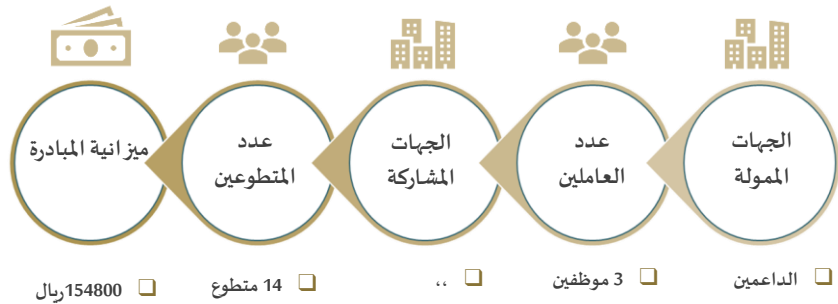 الجهات
الممولة
عدد
العاملين
الجهات
المشاركة
عدد
المتطوعين
ميزانية المبادرة
الداعمين
3 موظفين
،،
14 متطوع
154800ريال